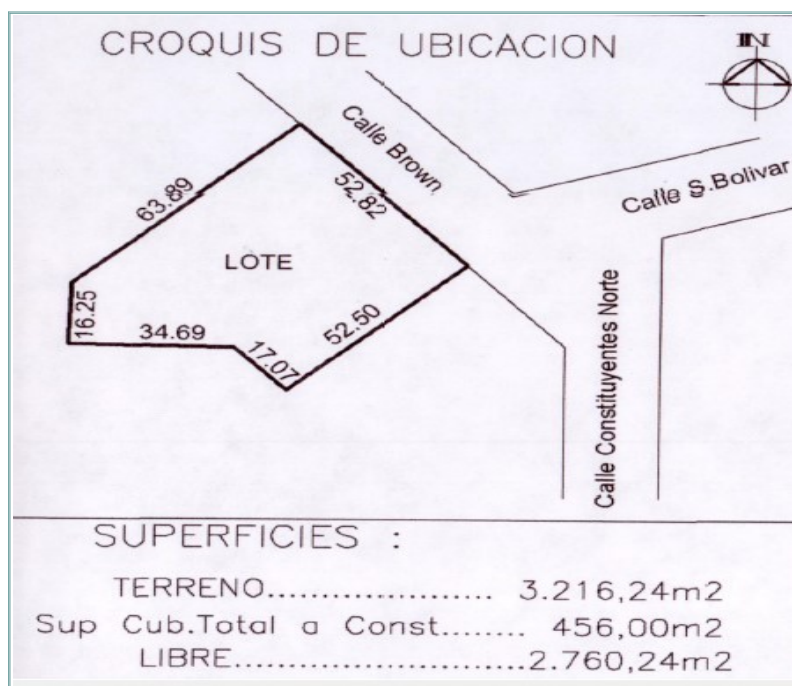 CROQUIS DE UBICACION
N
Calle Brown
52.82
63.89
Calle S.Bolivar
LOTE
16.25
34.69
17.07
52.50
Calle Constituyentes Norte
SUPERFICIES :
TERRENO..................... 3.216,24m2
Sup Cub.Total a Const........ 456,00m2
LIBRE...........................2.760,24m2